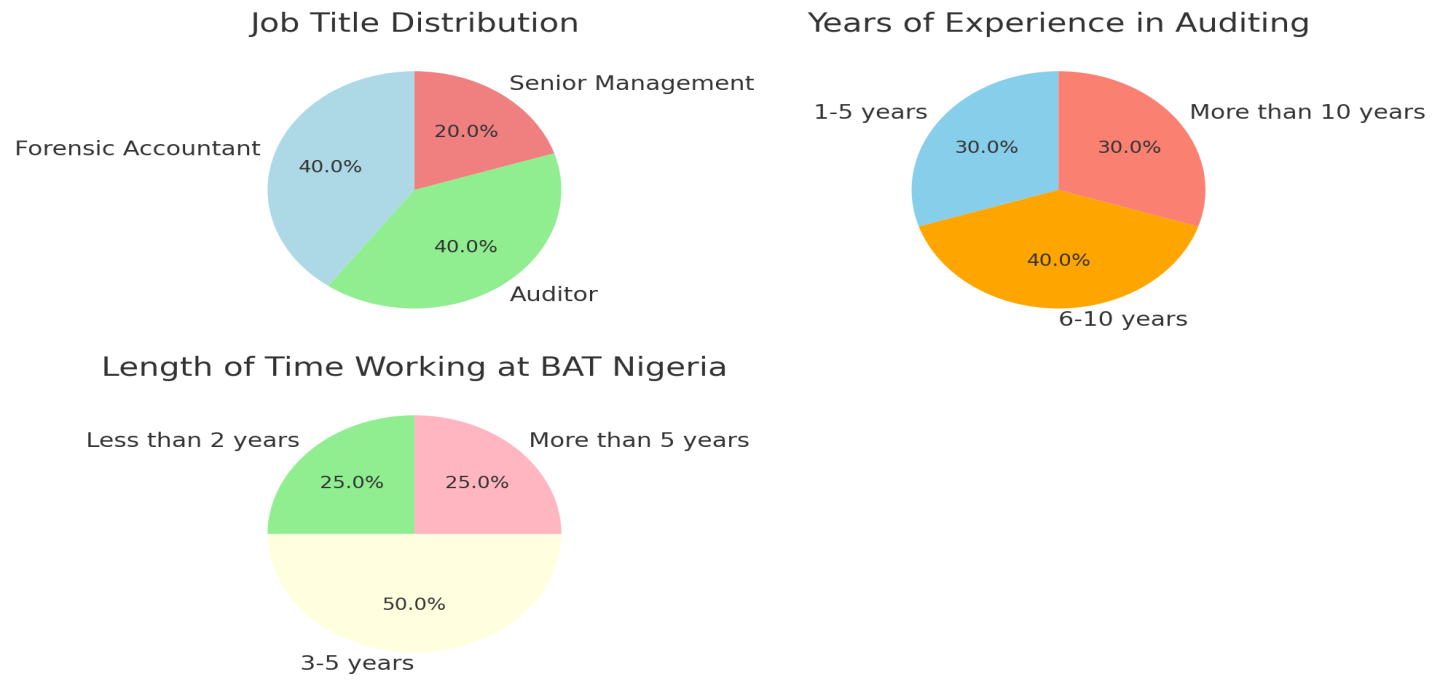 Job Title Distribution
Senior Management
20.0%
Forensic Accountant
40.0%
40.0%
Auditor
Years of Experience in Auditing
1-5 years
More than 10 years
30.0%
30.0%
40.0%
6-10 years
Length of Time Working at BAT Nigeria
Less than 2 years
More than 5 years
25.0%
25.0%
50.0%
3-5 years